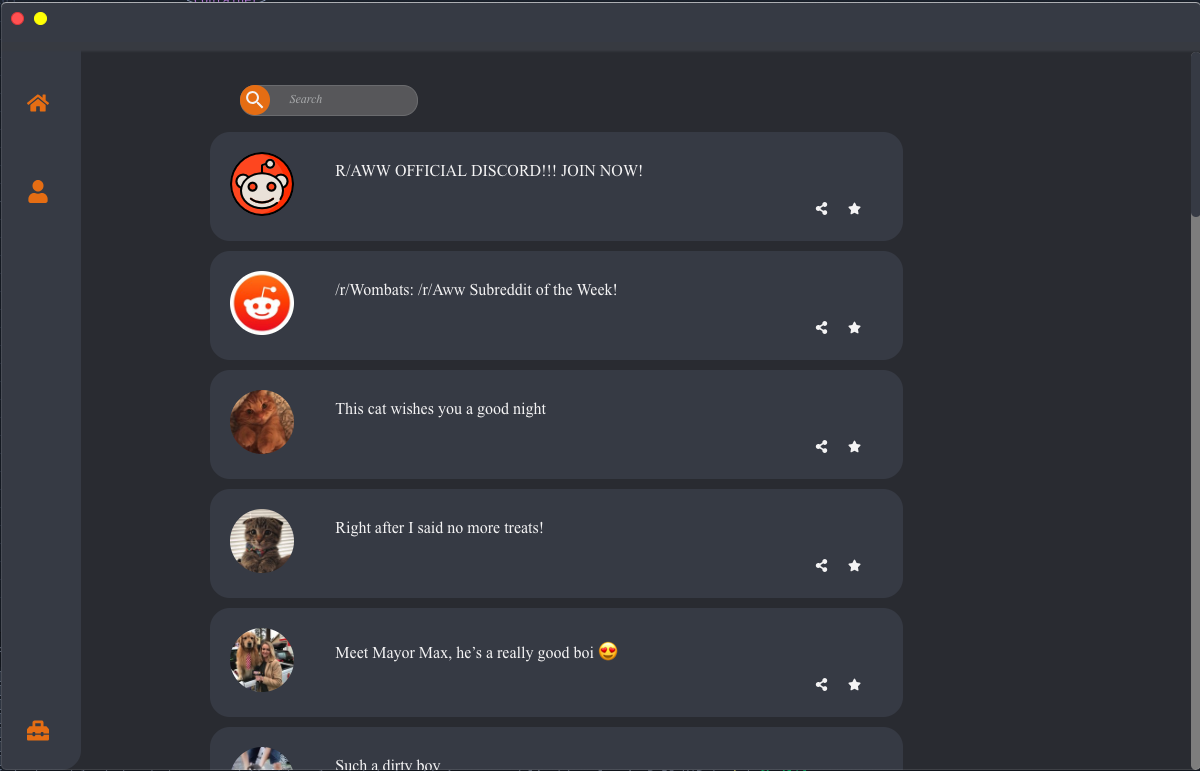 Search
R/AWW OFFICIAL DISCORD!!! JOIN NOW!
/r/Wombats: /r/Aww Subreddit of the Week!
This cat wishes you a good night
Right after I said no more treats!
Meet Mayor Max, he’s a really good boi 😍
Such a dirty boy